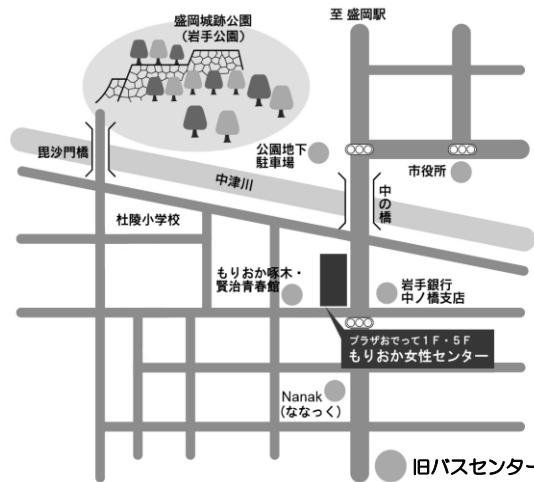 盛岡城跡公園
（岩手公園）
至 盛岡駅
毘沙門橋
公園地下
駐車場
市役所
中津川
中の橋
杜陵小学校
もりおか啄木・
賢治青春館
岩手銀行
中ノ橋支店
プラザおでって１F・５F
もりおか女性センター
Nanak
（ななっく）
旧バスセンター